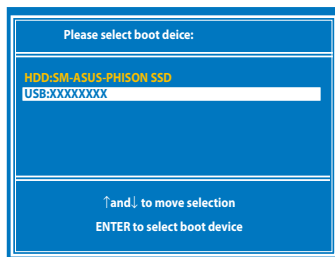 Please select boot deice:
HDD:SM-ASUS-PHISON SSD
USB:XXXXXXXX
↑and↓ to move selection
ENTER to select boot device